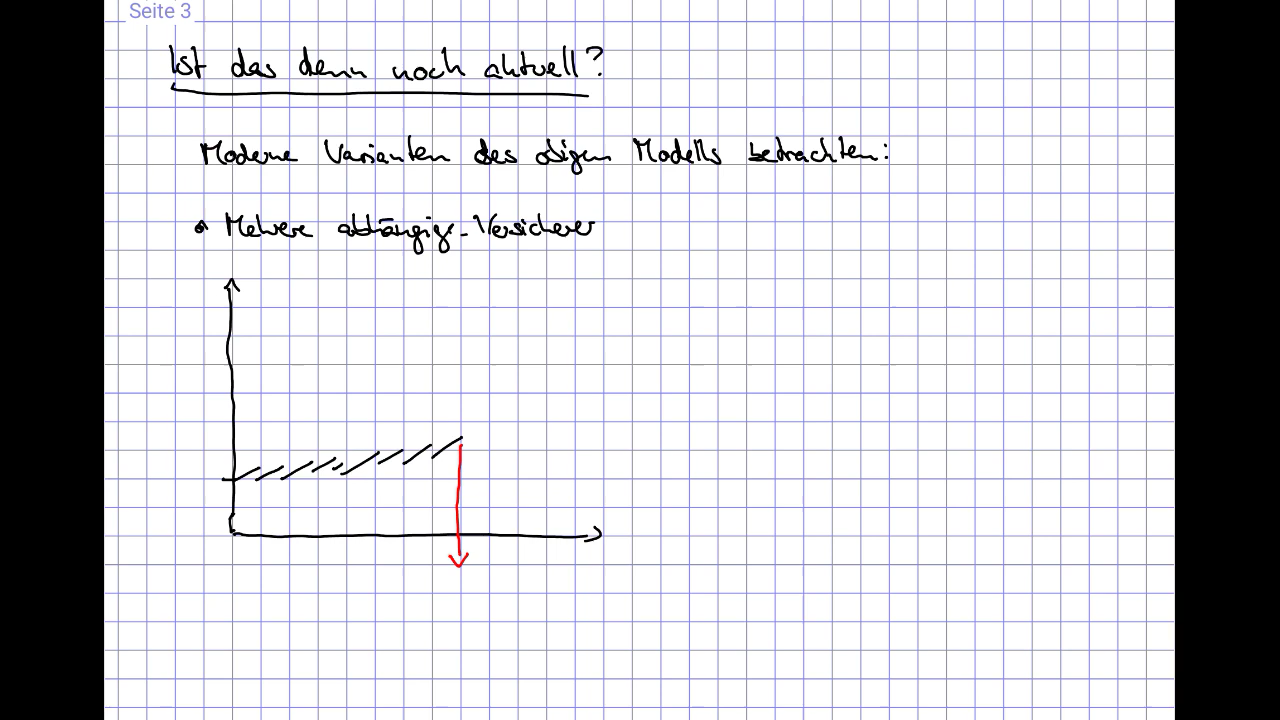 Seite 3
Ist das denn noch aktuell?
Moderne Varianten des obigen Modells betrachten:
• Mehrere abhängige Versicherer